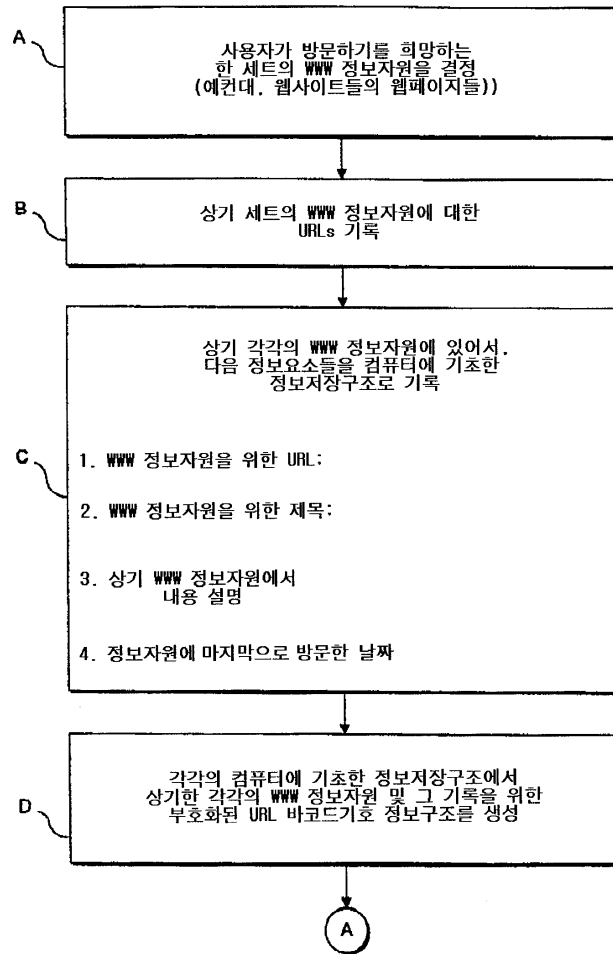 A
사용자가 방문하기를 희망하는
한 세트의 WWW 정보자원을 결정
(예컨대, 웹사이트들의 웹페이지들))
B
상기 세트의 WWW 정보자원에 대한
URLs 기록
상기 각각의 WWW 정보자원에 있어서,
다음 정보요소들을 컴퓨터에 기초한
정보저장구조로 기록
C
1. WWW 정보자원을 위한 URL;
2. WWW 정보자원을 위한 제목;
3. 상기 WWW 정보자원에서
내용 설명
4. 정보자원에 마지막으로 방문한 날짜
D
각각의 컴퓨터에 기초한 정보저장구조에서
상기한 각각의 WWW 정보자원 및 그 기록을 위한
부호화된 URL 바코드기호 정보구조를 생성
A